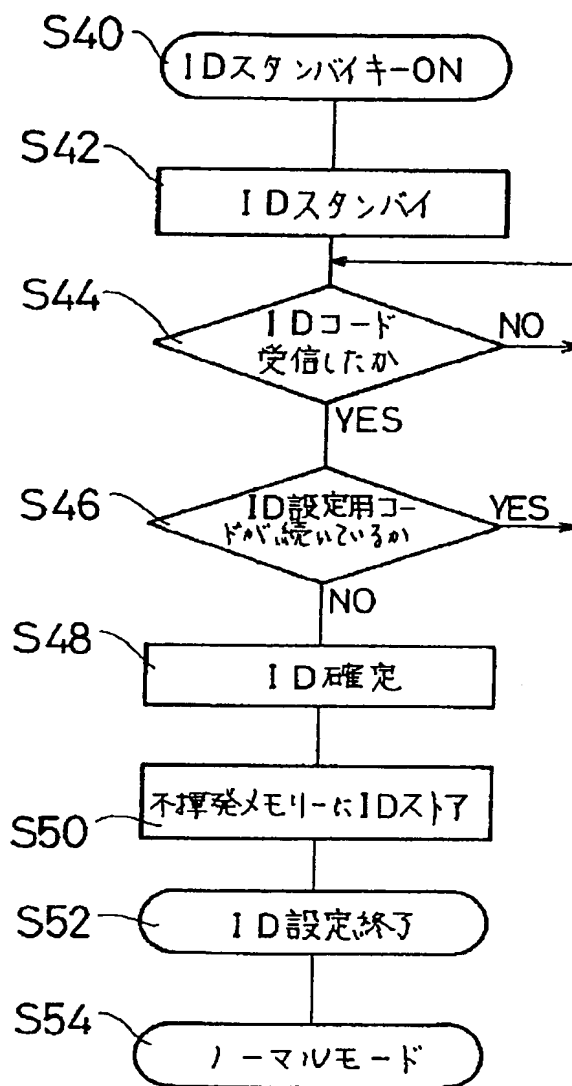 S40
IDスタンバイキーON
S42
IDスタンバイ
S44
IDコード
受信したか
NO
YES
S46
ID設定用コー
ドが続いているか
YES
NO
S48
ID確定
S50
不揮発メモリーにIDストア
S52
ID設定終了
S54
ノーマルモード